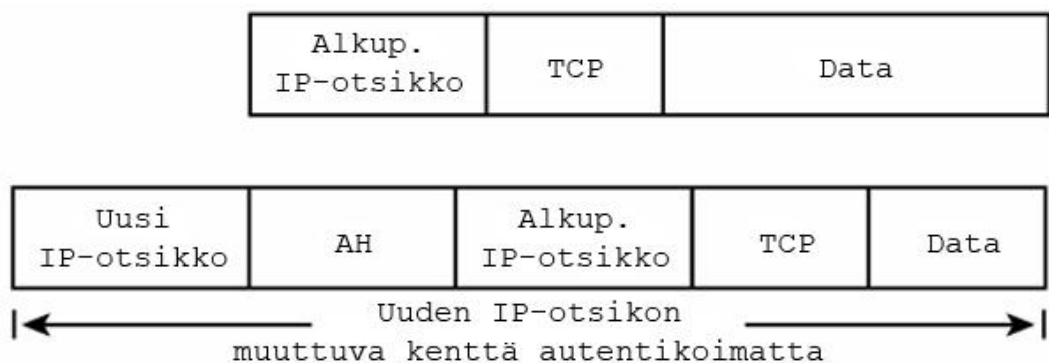 Alkup.
IP-otsikko
TCP
Data
Uusi
IP-otsikko
AH
Alkup.
IP-otsikko
TCP
Data
Uuden IP-otsikon
muuttuva kenttä autentikoimatta